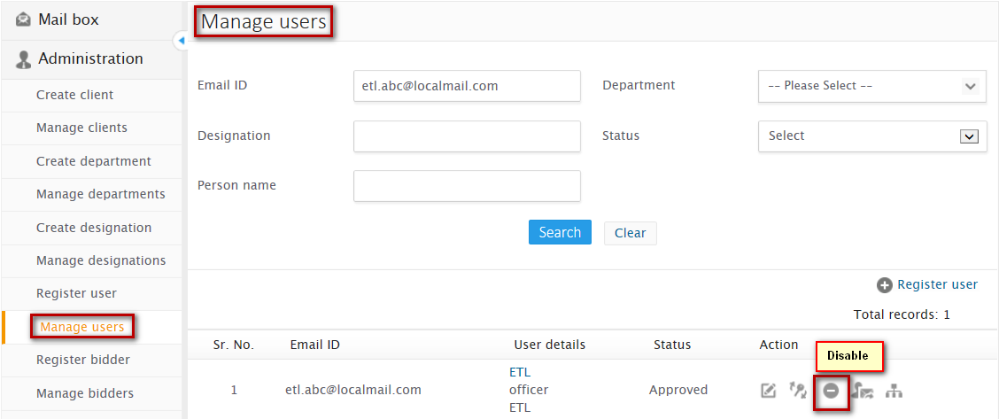 Mail box
Administration
Create client
Manage clients
Create department
Manage departments
Create designation
Manage designations
Register user
Manage users
Register bidder
Manage bidders
Manage users
Email ID etl.abc@localmail.com Department -- Please Select --
Designation Status Select
Person name
Search Clear
Register user
Total records: 1
Sr. No. Email ID User details Status Action
Disable
1 etl.abc@localmail.com ETL officer ETL Approved